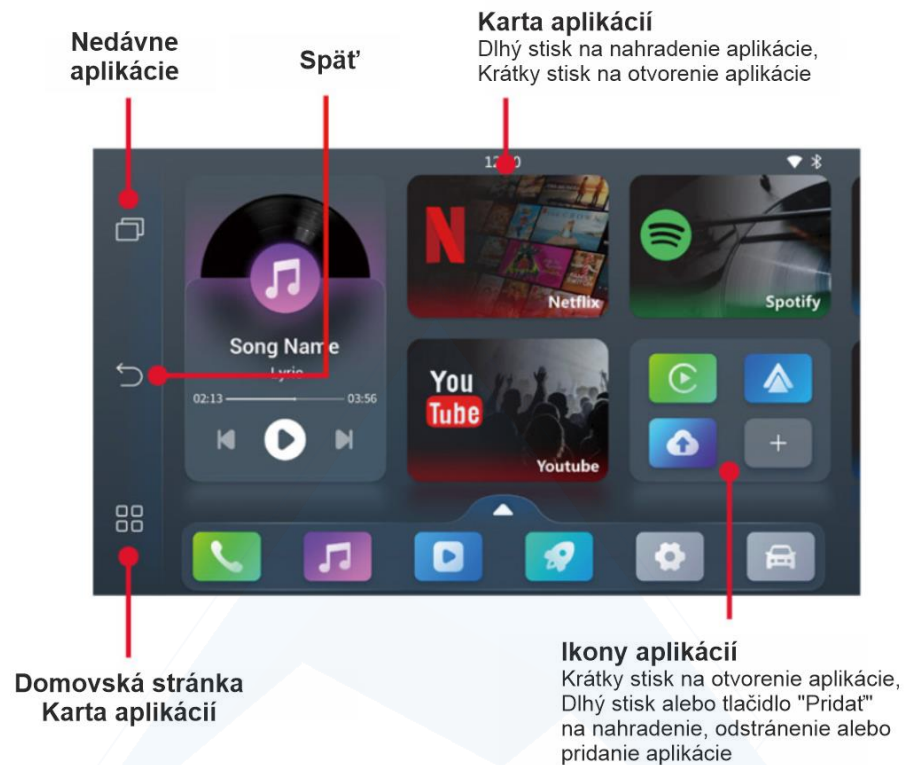 Karta aplikácií
Dlhý stisk na nahradenie aplikácie,
Krátky stisk na otvorenie aplikácie
Nedávne
aplikácie
Späť
N
Netflix
Spotify
Song Name
Lyric
02:13
03:56
You
Tube
Youtube
Domovská stránka
Karta aplikácií
Ikony aplikácií
Krátky stisk na otvorenie aplikácie,
Dlhý stisk alebo tlačidlo "Pridať"
na nahradenie, odstránenie alebo
pridanie aplikácie